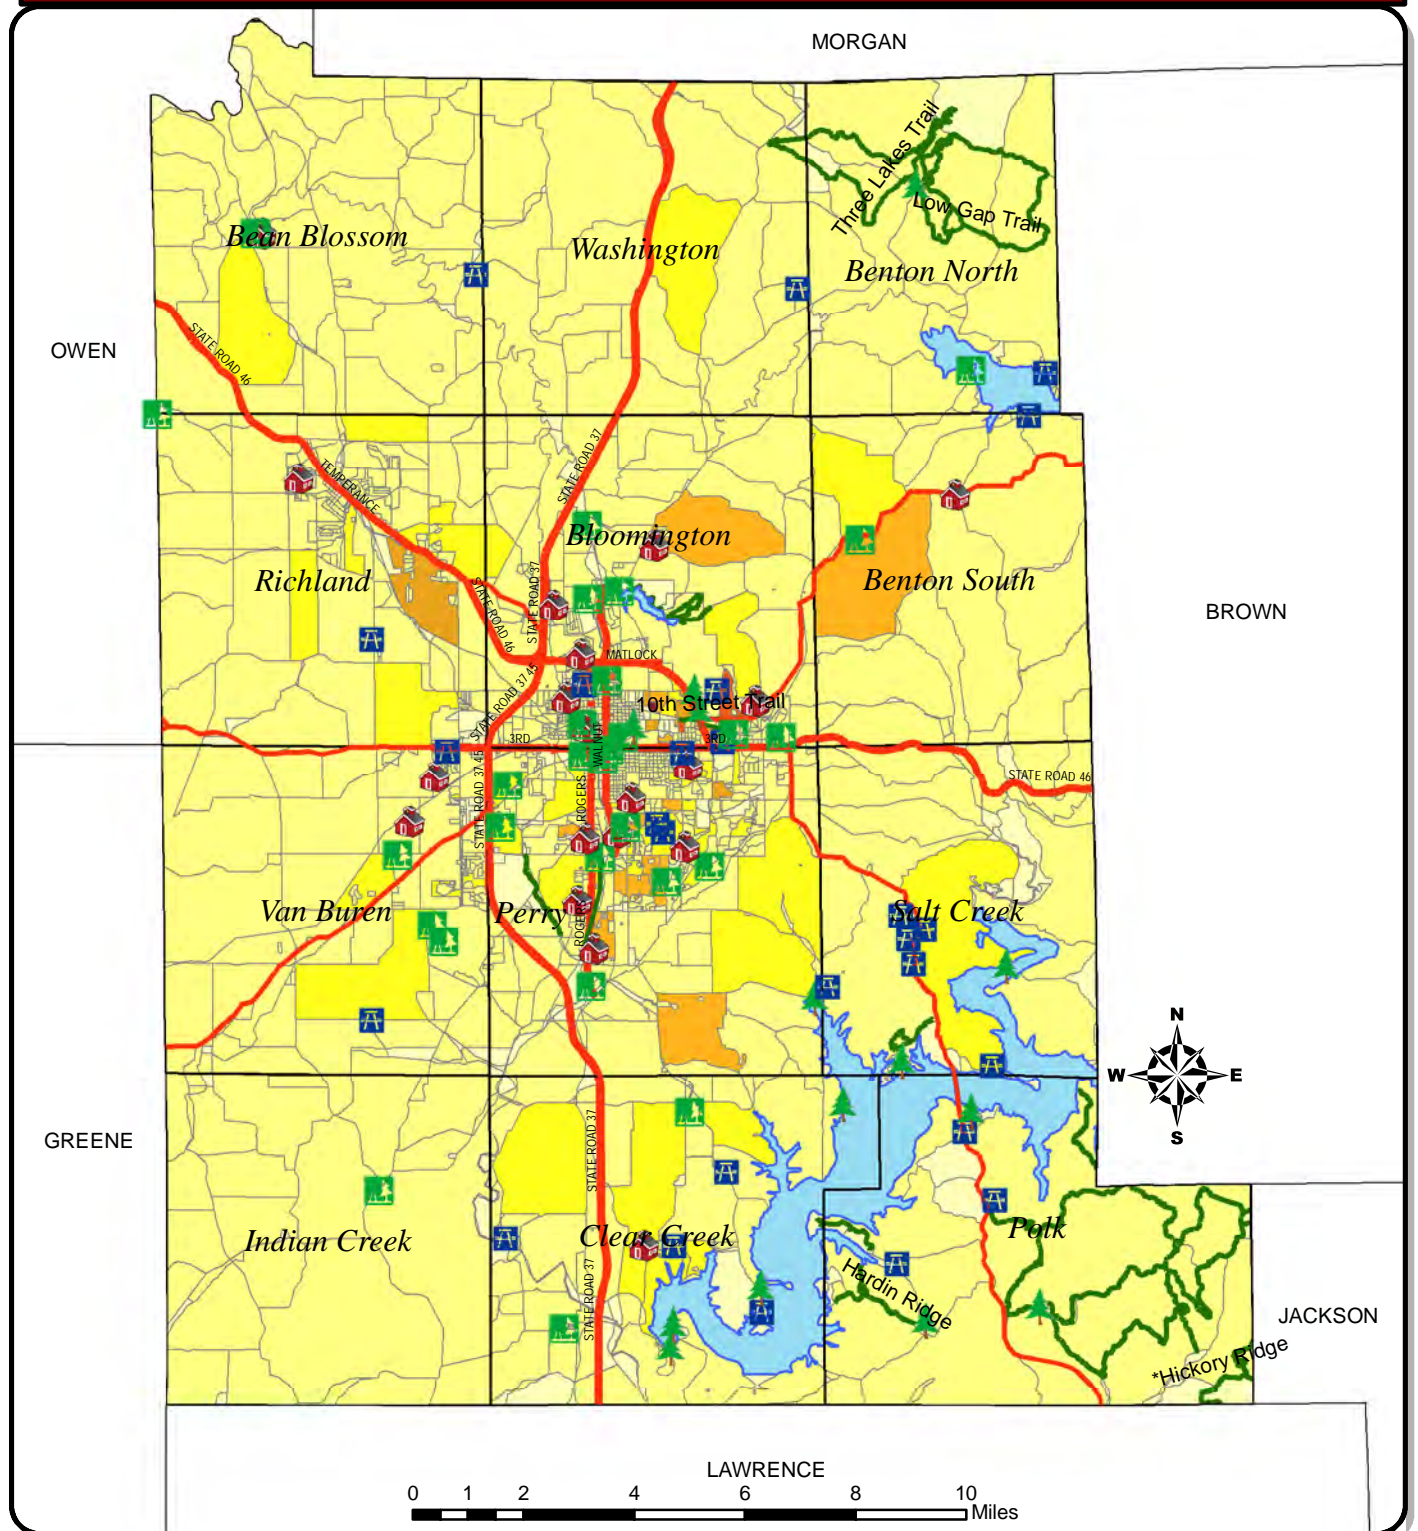 MORGAN
Three Lakes Trail
Low Gap Trail
Bean Blossom
Washington
Benton North
OWEN
STATE ROAD 46
TEMPERANCE
STATE ROAD 37
Bloomington
Richland
Benton South
STATE ROAD 46
STATE ROAD 37
BROWN
MATLOCK
STATE ROAD 37 45
10th Street Trail
3RD
WALNUT
3RD
STATE ROAD 37 45
ROGERS
STATE ROAD 46
Van Buren
Perry
ROGERS
Salt Creek
N
W
E
S
GREENE
STATE ROAD 37
Indian Creek
Clear Creek
Polk
Hardin Ridge
STATE ROAD 37
JACKSON
*Hickory Ridge
LAWRENCE
0 1 2 4 6 8 10
Miles